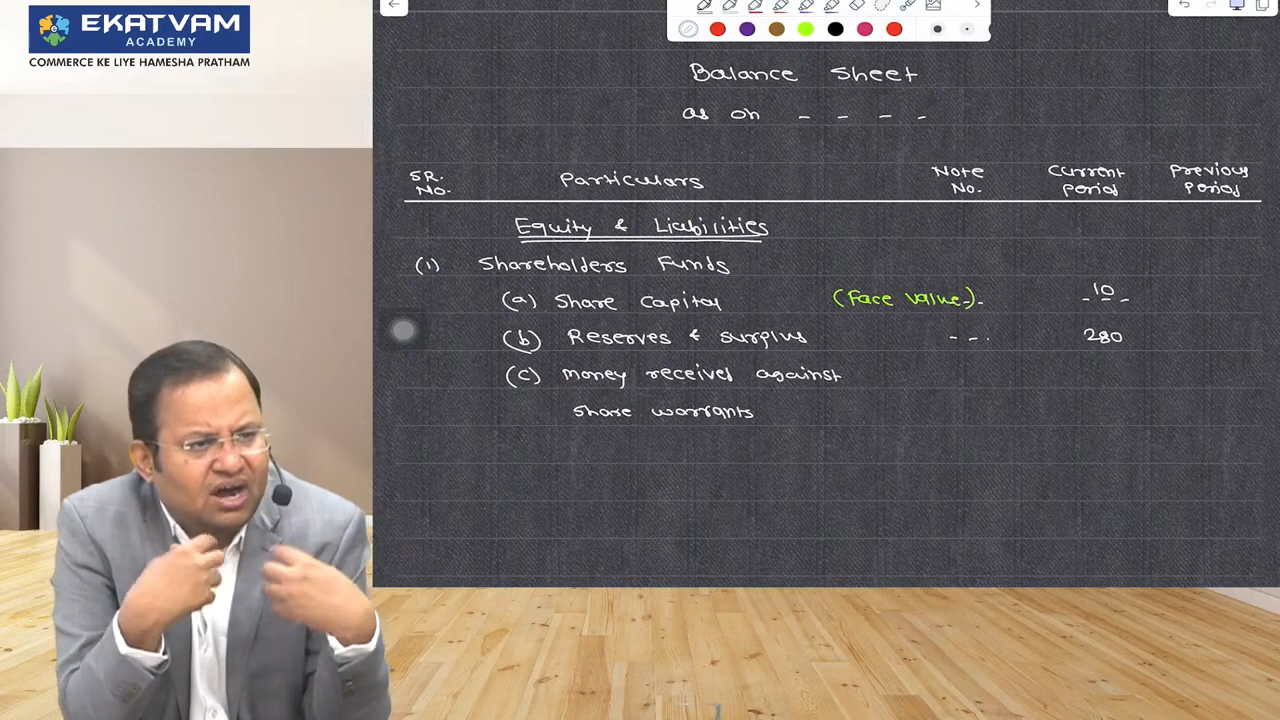 EKATVAM
ACADEMY
COMMERCE KE LIYE HAMESHA PRATHAM
Balance Sheet
as on - - - -
SR. No. Particulars Note No. Current period Previous period
Equity & Liabilities
(1) Shareholders Funds
(a) Share Capital (Face Value) 10
(b) Reserves & surplus - - . 280
(c) Money received against
share warrants